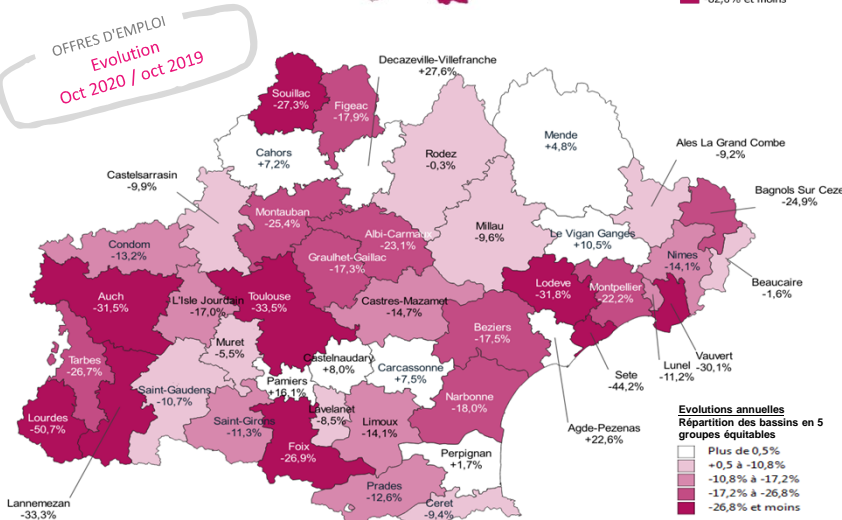 62,6% et moins
OFFRES D'EMPLOI
Evolution
Oct 2020 / oct 2019
Decazeville-Villefranche
+27,6%
Souillac
-27,3%
Figeac
-17,9%
Mende
+4,8%
Ales La Grand Combe
-9,2%
Cahors
+7,2%
Rodez
-0,3%
Castelsarrasin
-9,9%
Bagnols Sur Ceze
-24,9%
Montauban
-25,4%
Millau
-9,6%
Albi-Carmaux
-23,1%
Le Vigan Ganges
+10,5%
Condom
-13,2%
Graulhet-Gaillac
-17,3%
Nimes
-14,1%
Beaucaire
-1,6%
Auch
-31,5%
L'Isle Jourdain
-17,0%
Toulouse
-33,5%
Castres-Mazamet
-14,7%
Lodeve
-31,8%
Montpellier
-22,2%
Beziers
-17,5%
Muret
-5,5%
Castelnaudary
+8,0%
Carcassonne
+7,5%
Tarbes
-26,7%
Vauvert
-30,1%
Lunel
-11,2%
Sete
-44,2%
Pamiers
+16,1%
Saint-Gaudens
-10,7%
Narbonne
-18,0%
Lourdes
-50,7%
Saint-Girons
-11,3%
Lavelanet
-8,5%
Limoux
-14,1%
Agde-Pezenas
+22,6%
Foix
-26,9%
Perpignan
+1,7%
Prades
-12,6%
Ceret
-9,4%
Lannemezan
-33,3%
Evolutions annuelles
Répartition des bassins en 5
groupes équitables
Plus de 0,5%
+0,5 à -10,8%
-10,8% à -17,2%
-17,2% à -26,8%
-26,8% et moins